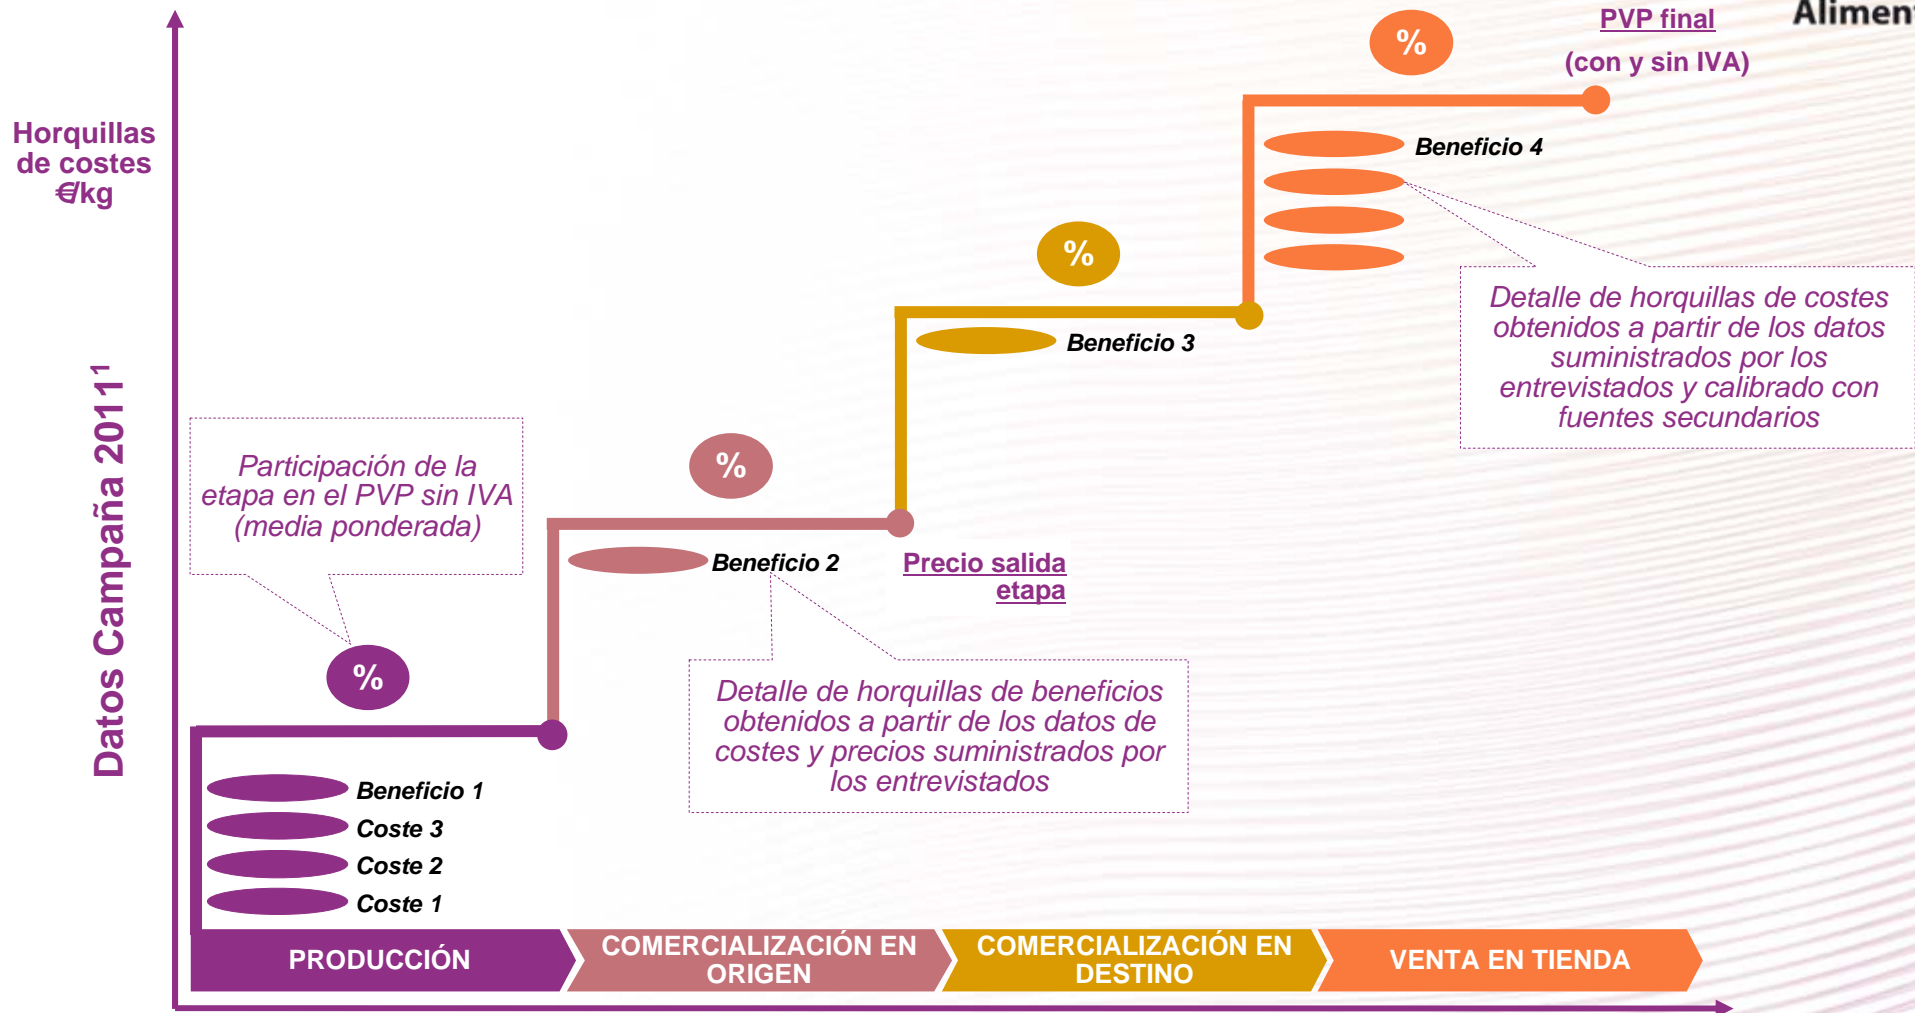 Aliment
PVP final
(con y sin IVA)
%
Horquillas
de costes
€/kg
Beneficio 4
%
Beneficio 3
Detalle de horquillas de costes
obtenidos a partir de los datos
suministrados por los
entrevistados y calibrado con
fuentes secundarios
Datos Campaña 2011¹
Participación de la
etapa en el PVP sin IVA
(media ponderada)
%
Beneficio 2
Precio salida
etapa
%
Detalle de horquillas de beneficios
obtenidos a partir de los datos de
costes y precios suministrados por
los entrevistados
Beneficio 1
Coste 3
Coste 2
Coste 1
PRODUCCIÓN
COMERCIALIZACIÓN EN
ORIGEN
COMERCIALIZACIÓN EN
DESTINO
VENTA EN TIENDA